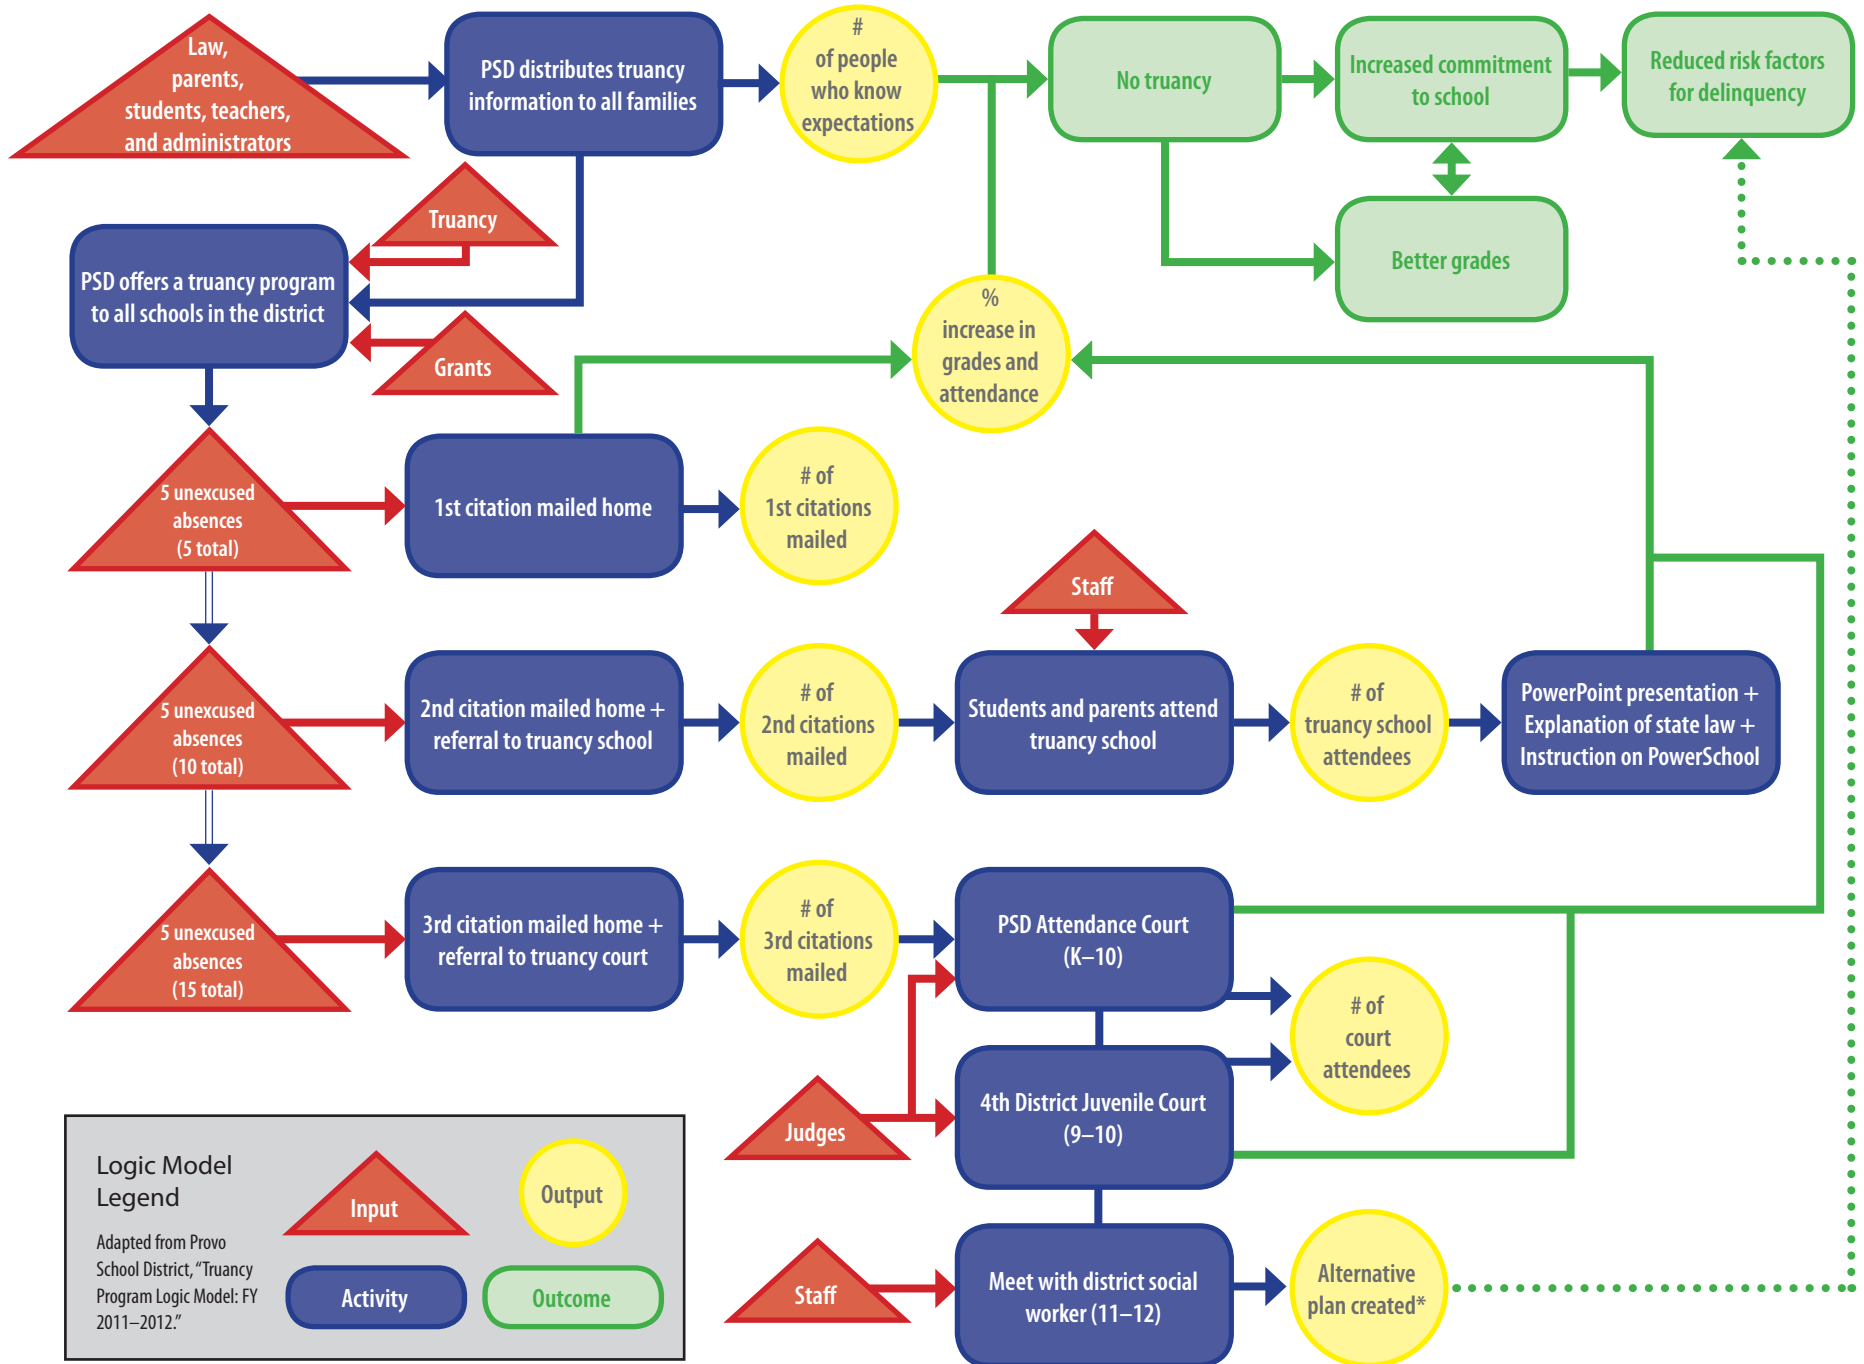 Law,
parents,
students, teachers,
and administrators
PSD distributes truancy
information to all families
#
of people
who know
expectations
No truancy
Increased commitment
to school
Reduced risk factors
for delinquency
Truancy
PSD offers a truancy program
to all schools in the district
Grants
Better grades
%
increase in
grades and
attendance
5 unexcused
absences
(5 total)
1st citation mailed home
# of
1st citations
mailed
Staff
5 unexcused
absences
(10 total)
2nd citation mailed home +
referral to truancy school
# of
2nd citations
mailed
Students and parents attend
truancy school
# of
truancy school
attendees
PowerPoint presentation +
Explanation of state law +
Instruction on PowerSchool
5 unexcused
absences
(15 total)
3rd citation mailed home +
referral to truancy court
# of
3rd citations
mailed
PSD Attendance Court
(K–10)
# of
court
attendees
Judges
4th District Juvenile Court
(9–10)
Staff
Meet with district social
worker (11–12)
Alternative
plan created*
Logic Model
Legend
Adapted from Provo
School District, “Truancy
Program Logic Model: FY
2011–2012.”
Input
Output
Activity
Outcome